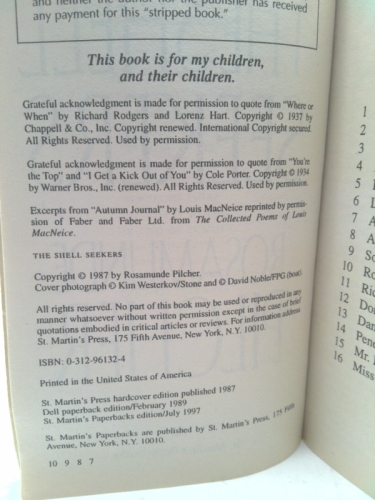 and neither the author nor the publisher has received
any payment for this "stripped book."
This book is for my children,
and their children.
Grateful acknowledgment is made for permission to quote from "Where or
When" by Richard Rodgers and Lorenz Hart. Copyright © 1937 by
Chappell & Co., Inc. Copyright renewed. International Copyright secured.
All Rights Reserved. Used by permission.
Grateful acknowledgment is made for permission to quote from "You're
the Top" and "I Get a Kick Out of You" by Cole Porter. Copyright © 1934
by Warner Bros., Inc. (renewed). All Rights Reserved. Used by permission.
Excerpts from "Autumn Journal" by Louis MacNeice reprinted by permis-
sion of Faber and Faber Ltd. from The Collected Poems of Louis
MacNeice.
THE SHELL SEEKERS
Copyright © 1987 by Rosamunde Pilcher.
Cover photograph © Kim Westerkov/Stone and © David Noble/FPG (boat).
All rights reserved. No part of this book may be used or reproduced in any
manner whatsoever without written permission except in the case of brief
quotations embodied in critical articles or reviews. For information address
St. Martin's Press, 175 Fifth Avenue, New York, N.Y. 10010.
ISBN: 0-312-96132-4
Printed in the United States of America
St. Martin's Press hardcover edition published 1987
Dell paperback edition/February 1989
St. Martin's Paperbacks edition/July 1997
St. Martin's Paperbacks are published by St. Martin's Press, 175 Fifth
Avenue, New York, N.Y. 10010.
10 9 8 7
1
2
3
4
5
6
7
8
9
10
11
12
13
14
15 Mr.
16 Miss